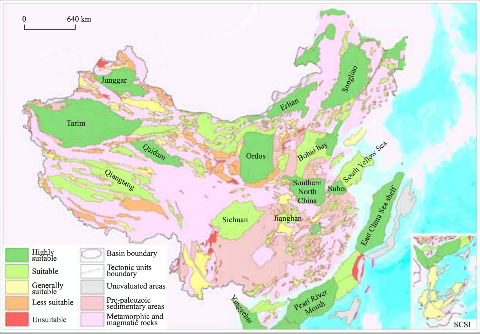 0 640 km
Junggar
Songliao
Erlian
Tarim
Qaidam
Ordos
Bohai bay
South Yellow Sea
Qiangtang
Southern
North
China
Subei
Sichuan
Jianghan
East China Sea shelf
Pearl River
Mouth
Yinggehai
Highly
suitable
Suitable
Generally
suitable
Less suitable
Unsuitable
Basin boundary
Tectonic units
boundary
Unevaluated areas
Pre-paleozoic
sedimentary areas
Metamorphic and
magmatic rocks
SCSI